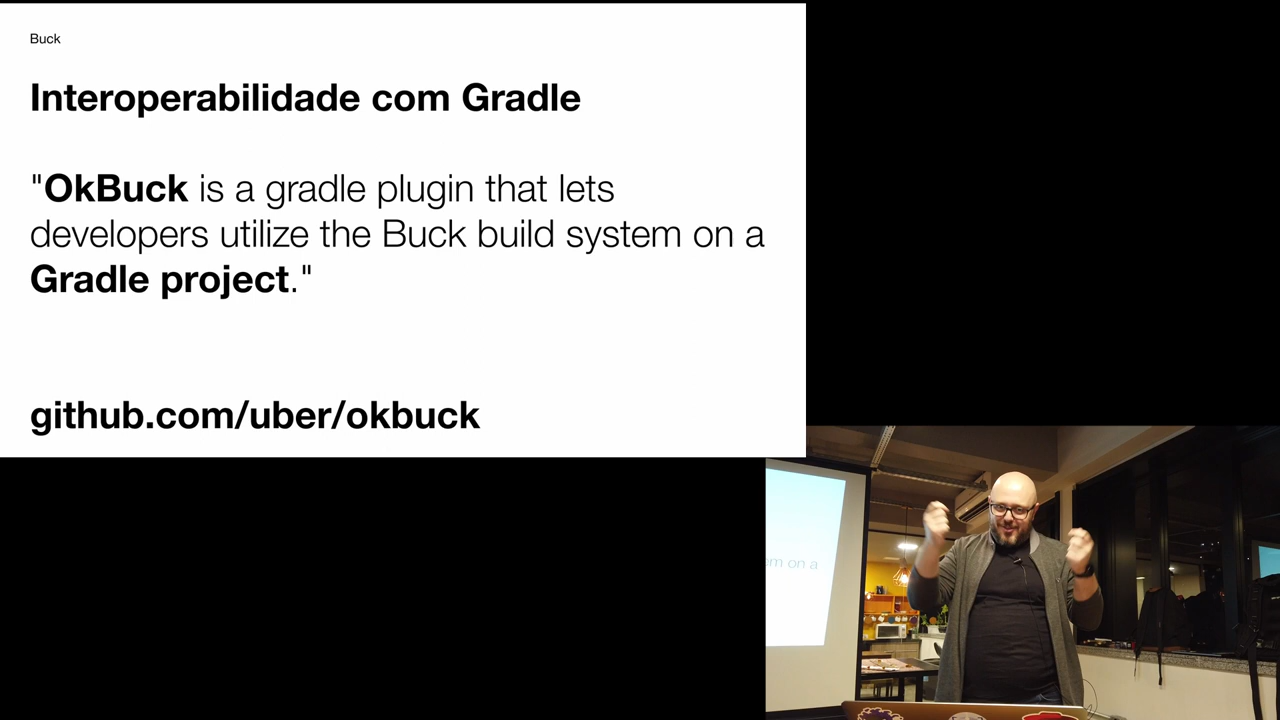 Buck
Interoperabilidade com Gradle
"OkBuck is a gradle plugin that lets
developers utilize the Buck build system on a
Gradle project."
github.com/uber/okbuck
on a